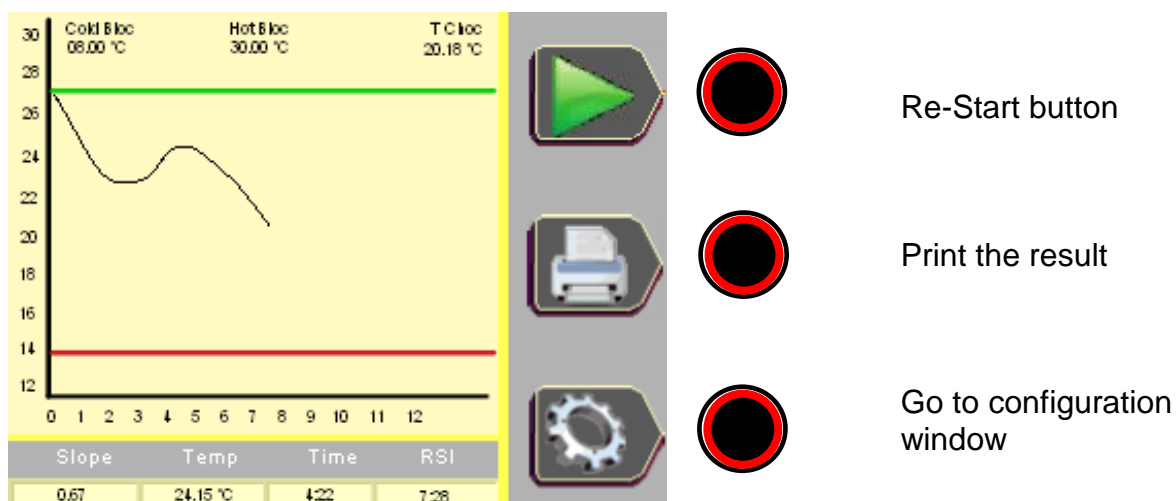 Cold Bloc Hot Bloc T Choc
08.00 °C 30.00 °C 20.18 °C
30
28
26
24
22
20
18
16
14
12
0 1 2 3 4 5 6 7 8 9 10 11 12
Slope Temp Time RSI
0.67 24.15 °C 4:22 7:28
Re-Start button
Print the result
Go to configuration
window